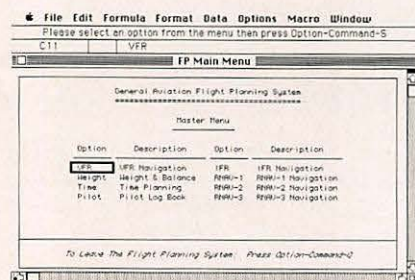 File Edit Formula Format Data Options Macro Window
Please select an option from the menu then press Option-Command-S
C11 VFR
FP Main Menu
General Aviation Flight Planning System
Master Menu
Option Description Option Description
VFR VFR Navigation IFR IFR Navigation
Weight Weight & Balance RNAV-1 RNAV-1 Navigation
Time Time Planning RNAV-2 RNAV-2 Navigation
Pilot Pilot Log Book RNAV-3 RNAV-3 Navigation
To Leave The Flight Planning System: Press Option-Command-Q